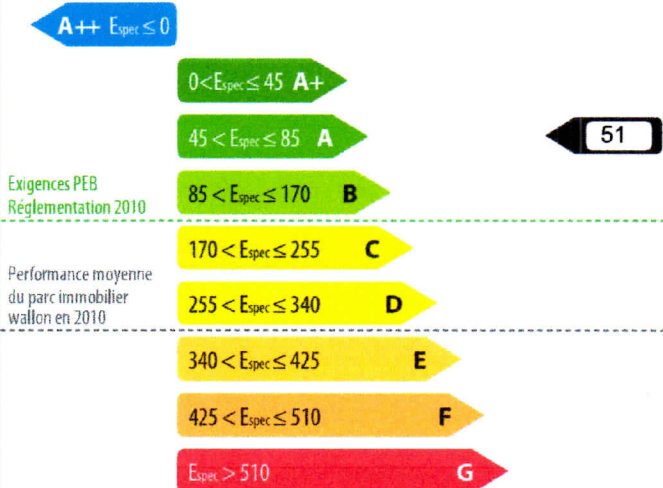 A++ Espec ≤ 0
0<Espec ≤ 45 A+
45 < Espec ≤ 85 A
51
Exigences PEB
Réglementation 2010
85 < Espec ≤ 170 B
170 < Espec ≤ 255 C
Performance moyenne
du parc immobilier
wallon en 2010
255 < Espec ≤ 340 D
340 < Espec ≤ 425 E
425 < Espec ≤ 510 F
Espec > 510 G